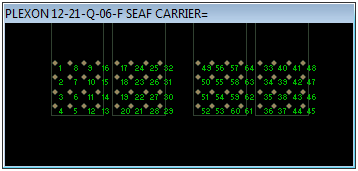 PLEXON 12-21-Q-06-F SEAF CARRIER=
1 8 9 16 17 24 25 32 49 56 57 64 33 40 41 48
2 7 10 15 18 23 26 31 50 55 58 63 34 39 42 47
3 6 11 14 19 22 27 30 51 54 59 62 35 38 43 46
4 5 12 13 20 21 28 29 52 53 60 61 36 37 44 45